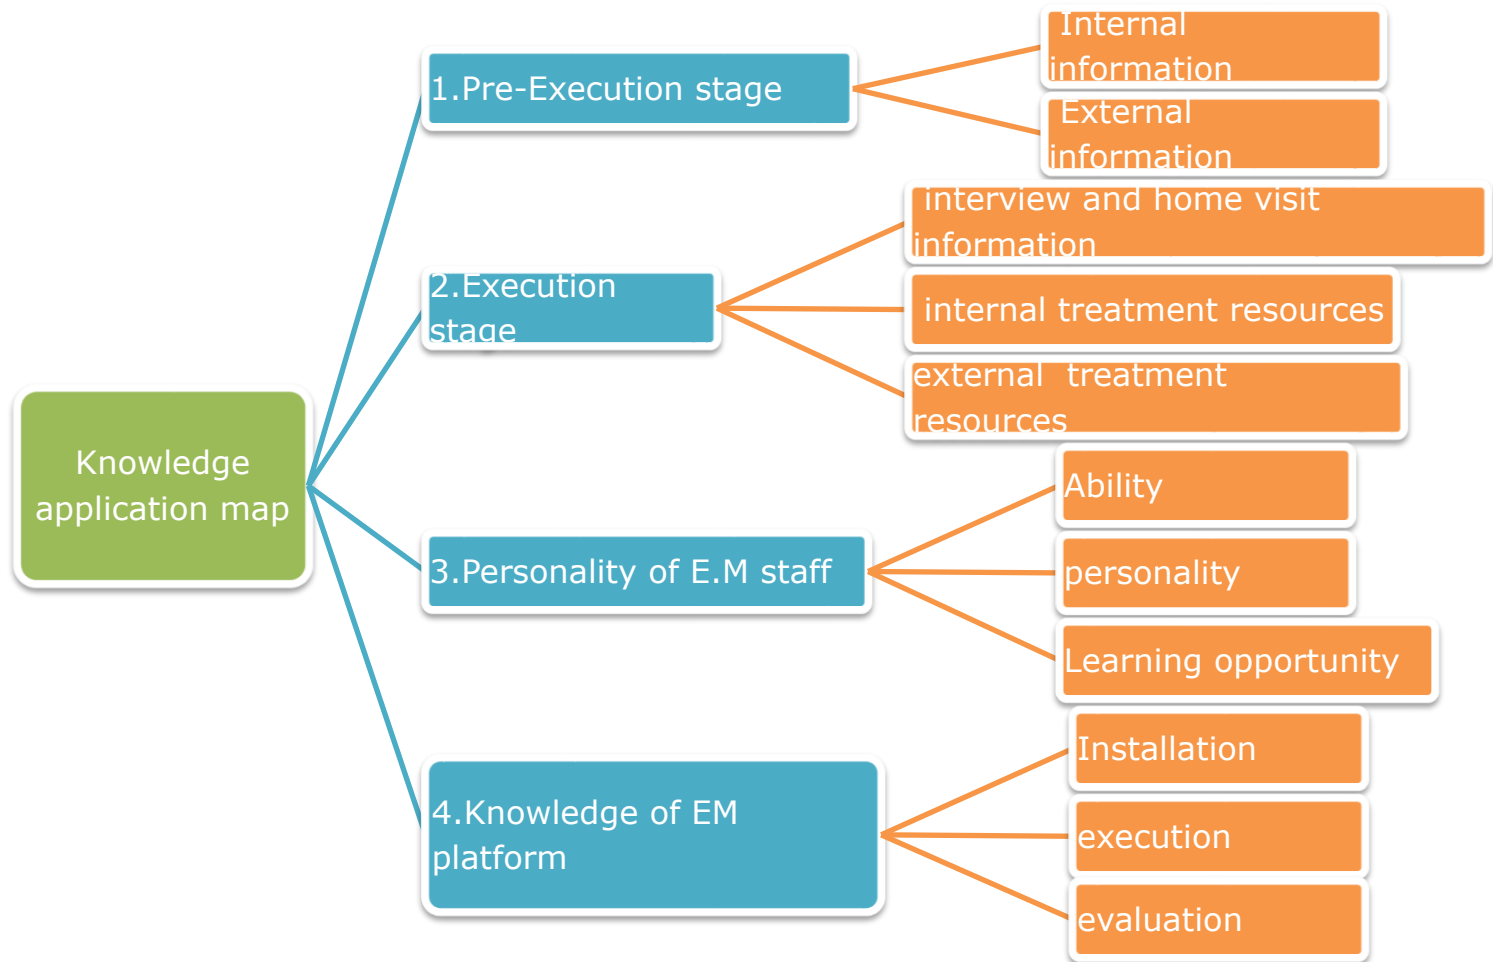 Knowledge
application map
1.Pre-Execution stage
Internal
information
External
information
2.Execution
stage
interview and home visit
information
internal treatment resources
external  treatment
resources
3.Personality of E.M staff
Ability
personality
Learning opportunity
4.Knowledge of EM
platform
Installation
execution
evaluation